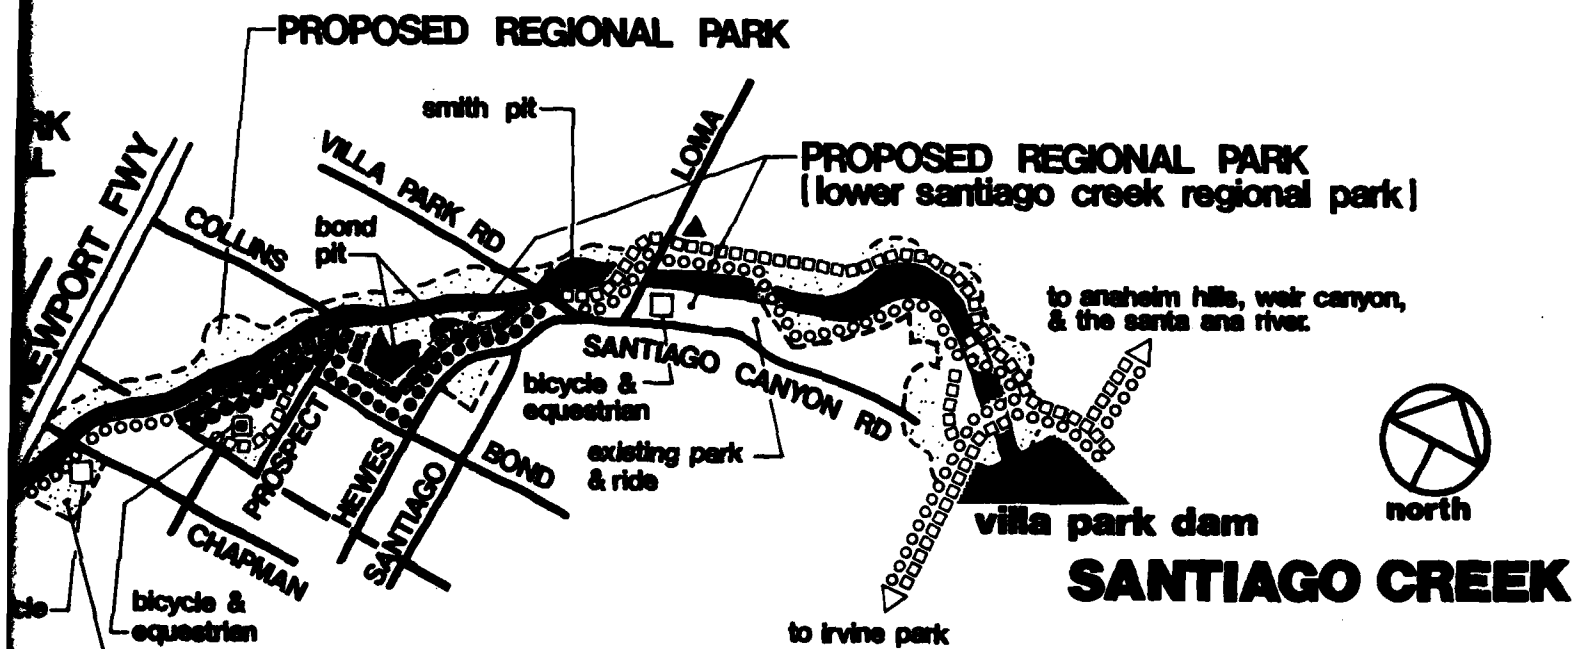 PROPOSED REGIONAL PARK
smith pit
LOMA
VILLA PARK RD
PROPOSED REGIONAL PARK
[lower santiago creek regional park]
RK
NEWPORT FWY
COLLINS
bond
pit
to anaheim hills, weir canyon,
& the santa ana river.
SANTIAGO CANYON RD
bicycle &
equestrian
existing park
& ride
PROSPECT
HEWES
SANTIAGO
BOND
CHAPMAN
north
villa park dam
SANTIAGO CREEK
cle
bicycle &
equestrian
to irvine park